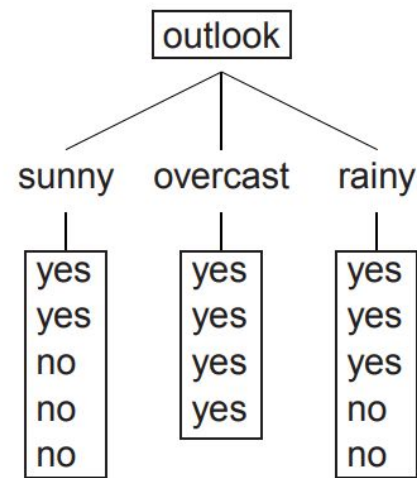 outlook
sunny overcast rainy
yes yes yes
yes yes yes
no yes yes
no yes no
no no